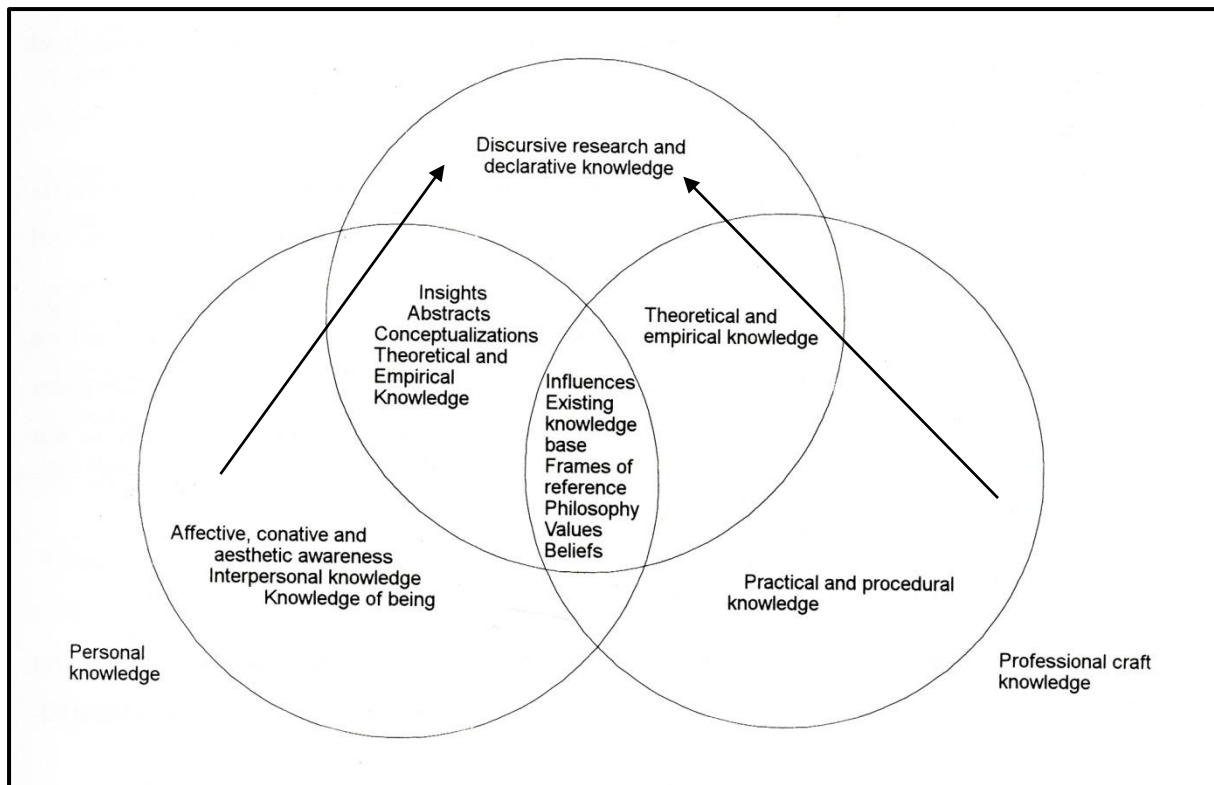 Discursive research and
declarative knowledge
Insights
Abstracts
Conceptualizations
Theoretical and
Empirical
Knowledge
Theoretical and
empirical knowledge
Influences
Existing
knowledge
base
Frames of
reference
Philosophy
Values
Beliefs
Affective, conative and
aesthetic awareness
Interpersonal knowledge
Knowledge of being
Practical and procedural
knowledge
Personal
knowledge
Professional craft
knowledge